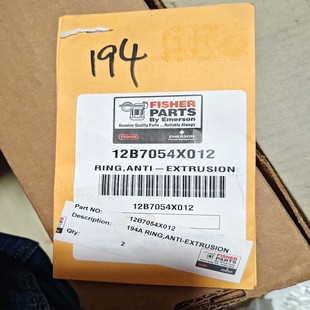 194
FISHER
PARTS
By Emerson
Genuine Quality Parts ...Reliable Always
FISHER
EMERSON
12B7054X012
RING,ANTI-EXTRUSION
Part NO: 12B7054X012
Description: 12B7054X012
194A RING,ANTI-EXTRUSION
Qty: 2
FISHER
PARTS